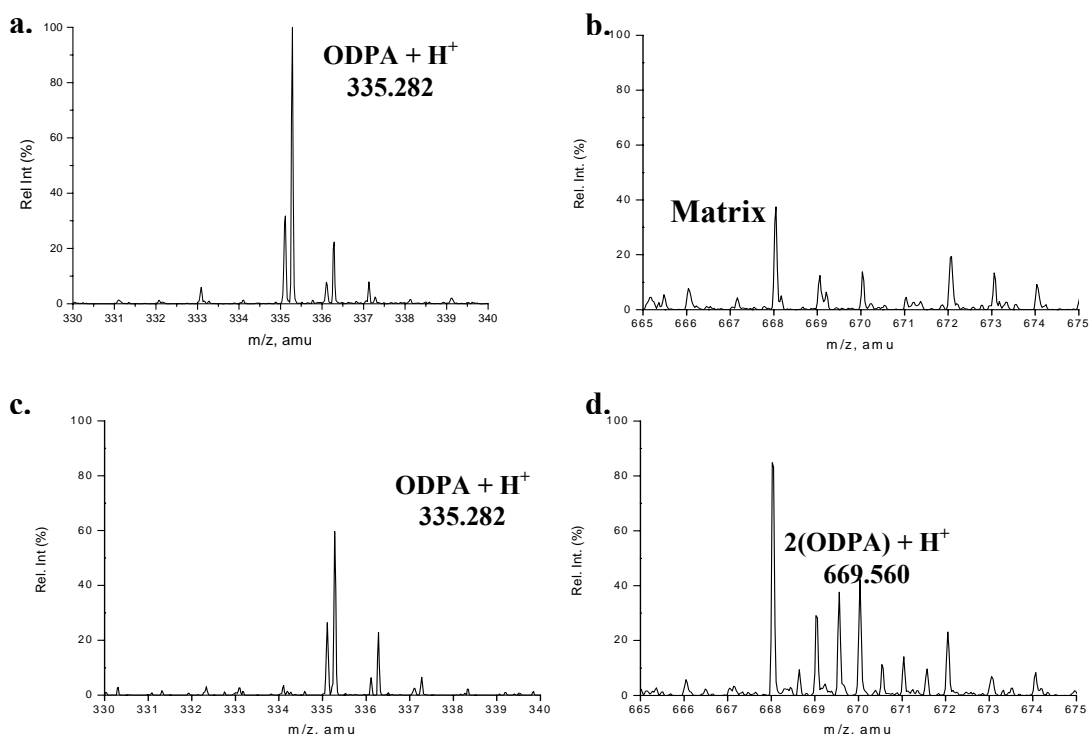 a.
100
80
60
40
20
0
Rel Int (%)
ODPA + H+
335.282
330 331 332 333 334 335 336 337 338 339 340
m/z, amu
b.
100
80
60
40
20
0
Rel. Int. (%)
Matrix
665 666 667 668 669 670 671 672 673 674 675
m/z, amu
c.
100
80
60
40
20
0
Rel. Int (%)
ODPA + H+
335.282
330 331 332 333 334 335 336 337 338 339 340
m/z, amu
d.
100
80
60
40
20
0
Rel. Int. (%)
2(ODPA) + H+
669.560
665 666 667 668 669 670 671 672 673 674 675
m/z, amu